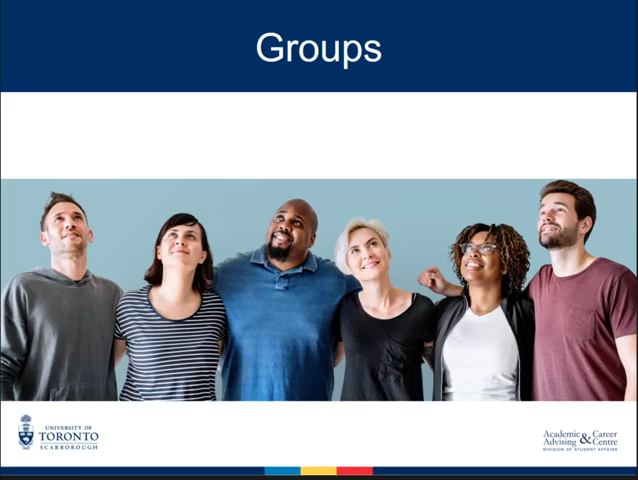 Groups
UNIVERSITY OF
TORONTO
SCARBOROUGH
Academic & Career
Advising Centre
DIVISION OF STUDENT AFFAIRS